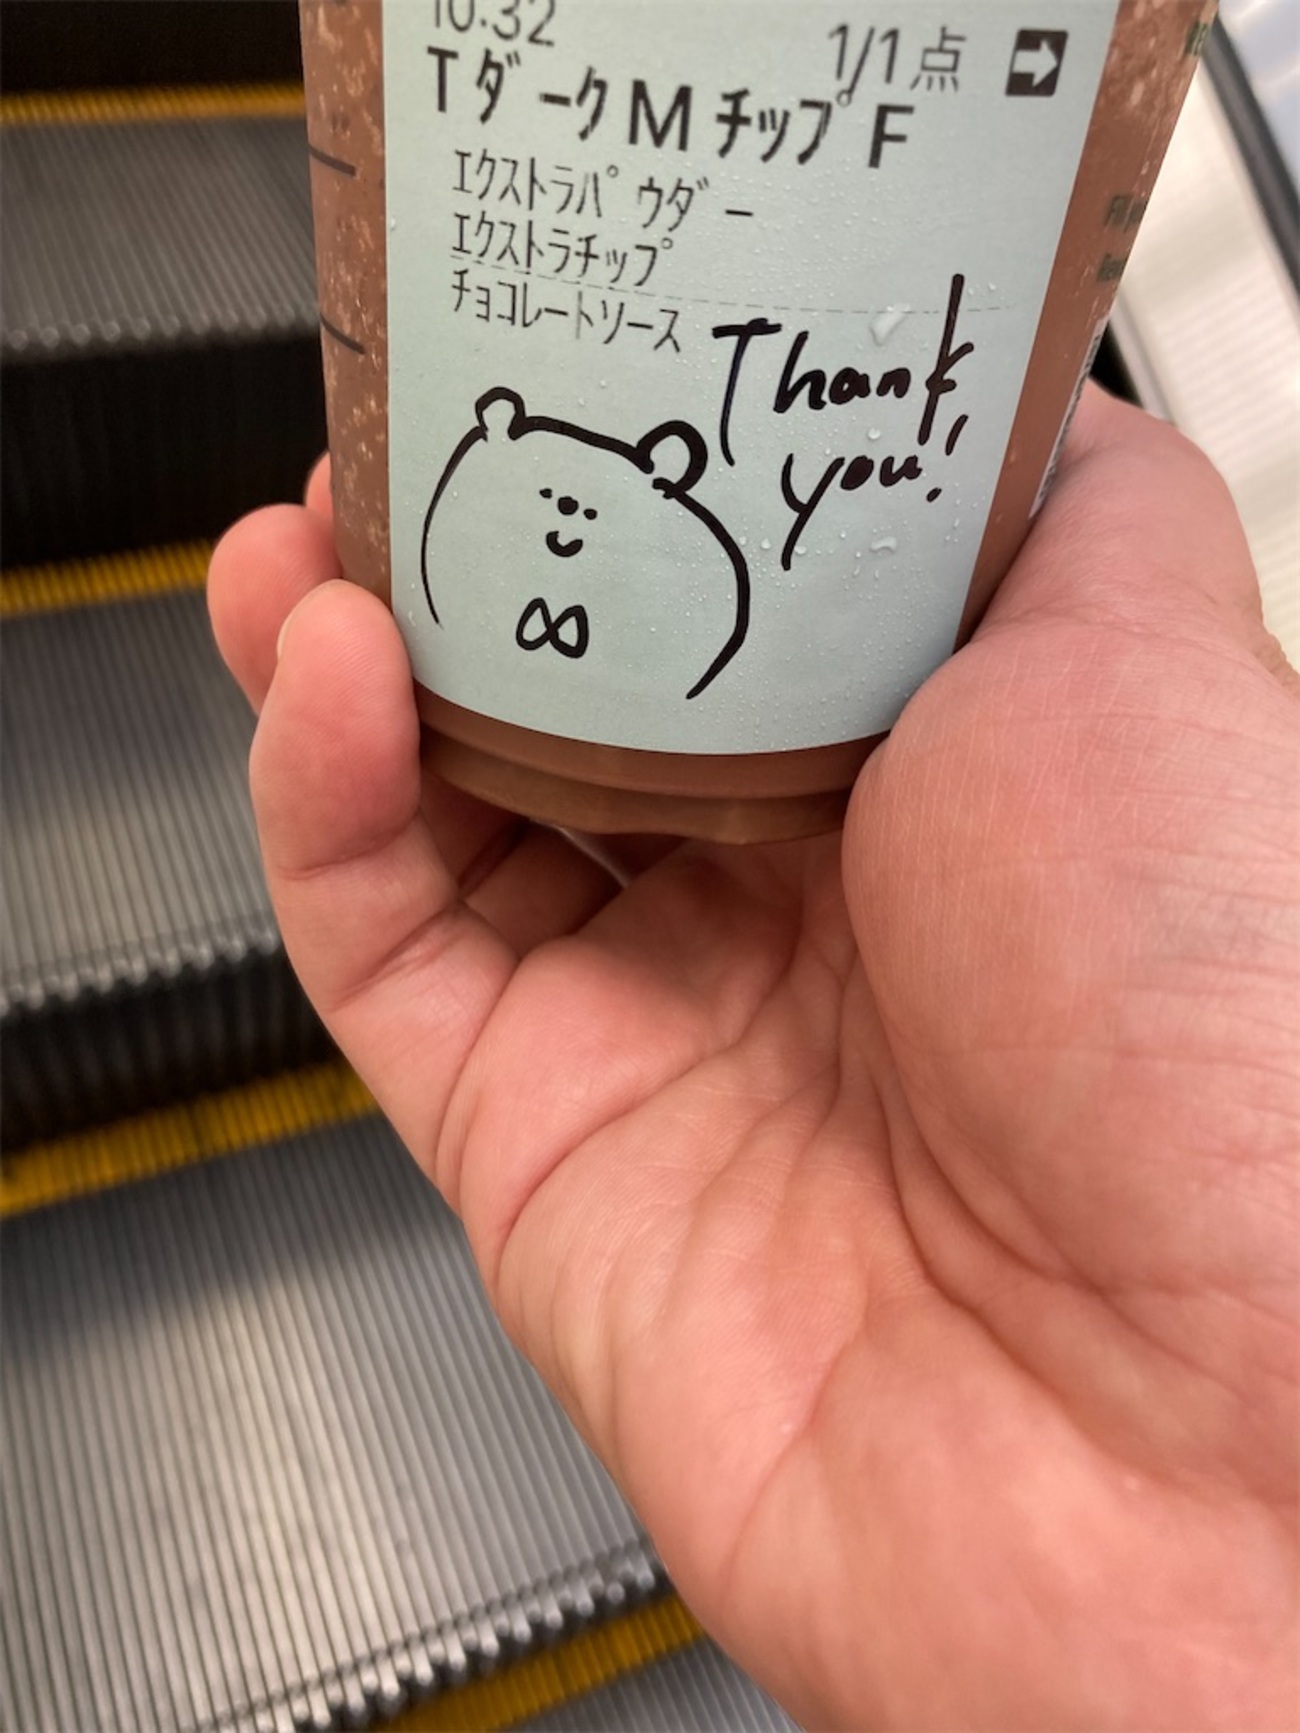 10:32
1/1点
TダークMチップF
エクストラパウダー
エクストラチップ
チョコレートソース
Thank
you!